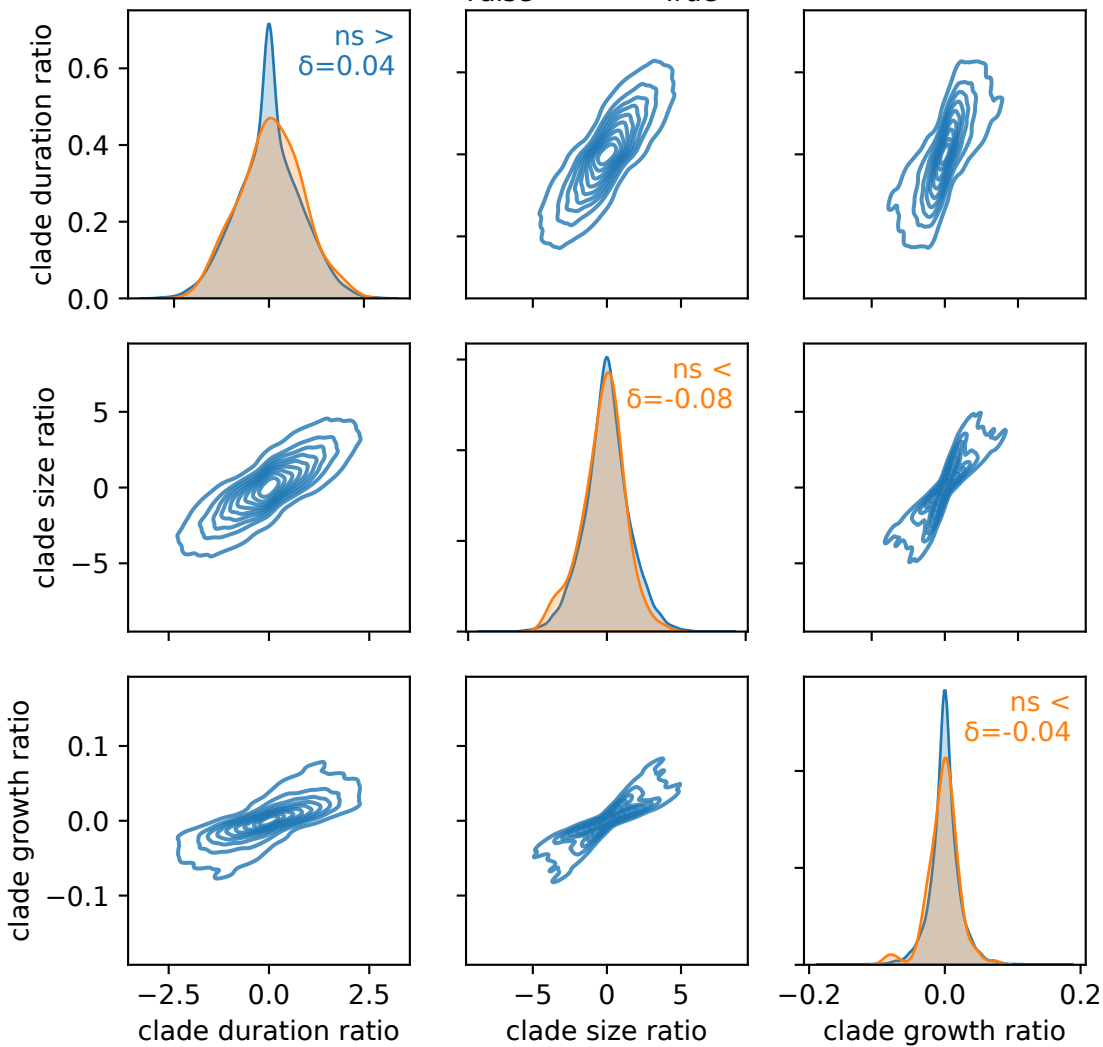 clade duration ratio
0.6
0.4
0.2
0.0
ns >
δ=0.04
clade size ratio
5
0
−5
ns <
δ=-0.08
clade growth ratio
0.1
0.0
−0.1
ns <
δ=-0.04
−2.5 0.0 2.5
−5 0 5
−0.2 0.0 0.2
clade duration ratio
clade size ratio
clade growth ratio